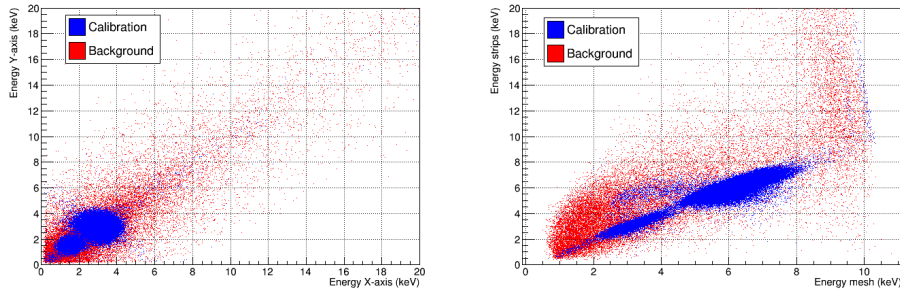 Energy Y-axis (keV)
20
18
16
14
12
10
8
6
4
2
0
Calibration
Background
0 2 4 6 8 10 12 14 16 18 20
Energy X-axis (keV)
Energy strips (keV)
20
18
16
14
12
10
8
6
4
2
0
Calibration
Background
0 2 4 6 8 10
Energy mesh (keV)